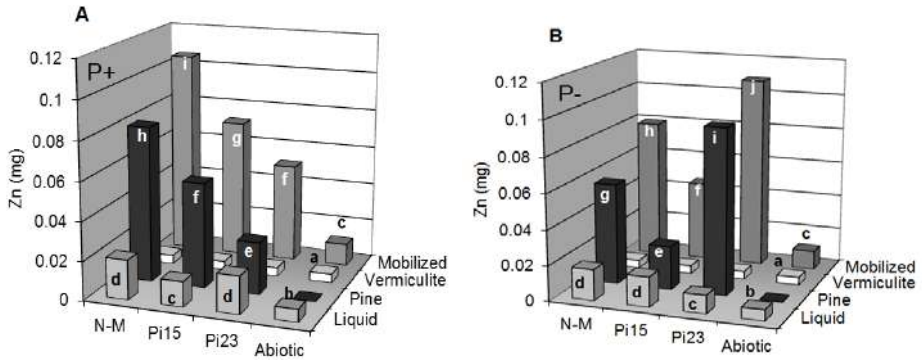 A
P+
Zn (mg)
0.12
0.1
0.08
0.06
0.04
0.02
0
i
h
g
f
f
e
d
c
d
b
a
c
N-M
Pi15
Pi23
Abiotic
Mobilized
Vermiculite
Pine
Liquid
B
P-
Zn (mg)
0.12
0.1
0.08
0.06
0.04
0.02
0
j
h
i
g
f
e
d
d
c
b
a
c
N-M
Pi15
Pi23
Abiotic
Mobilized
Vermiculite
Pine
Liquid